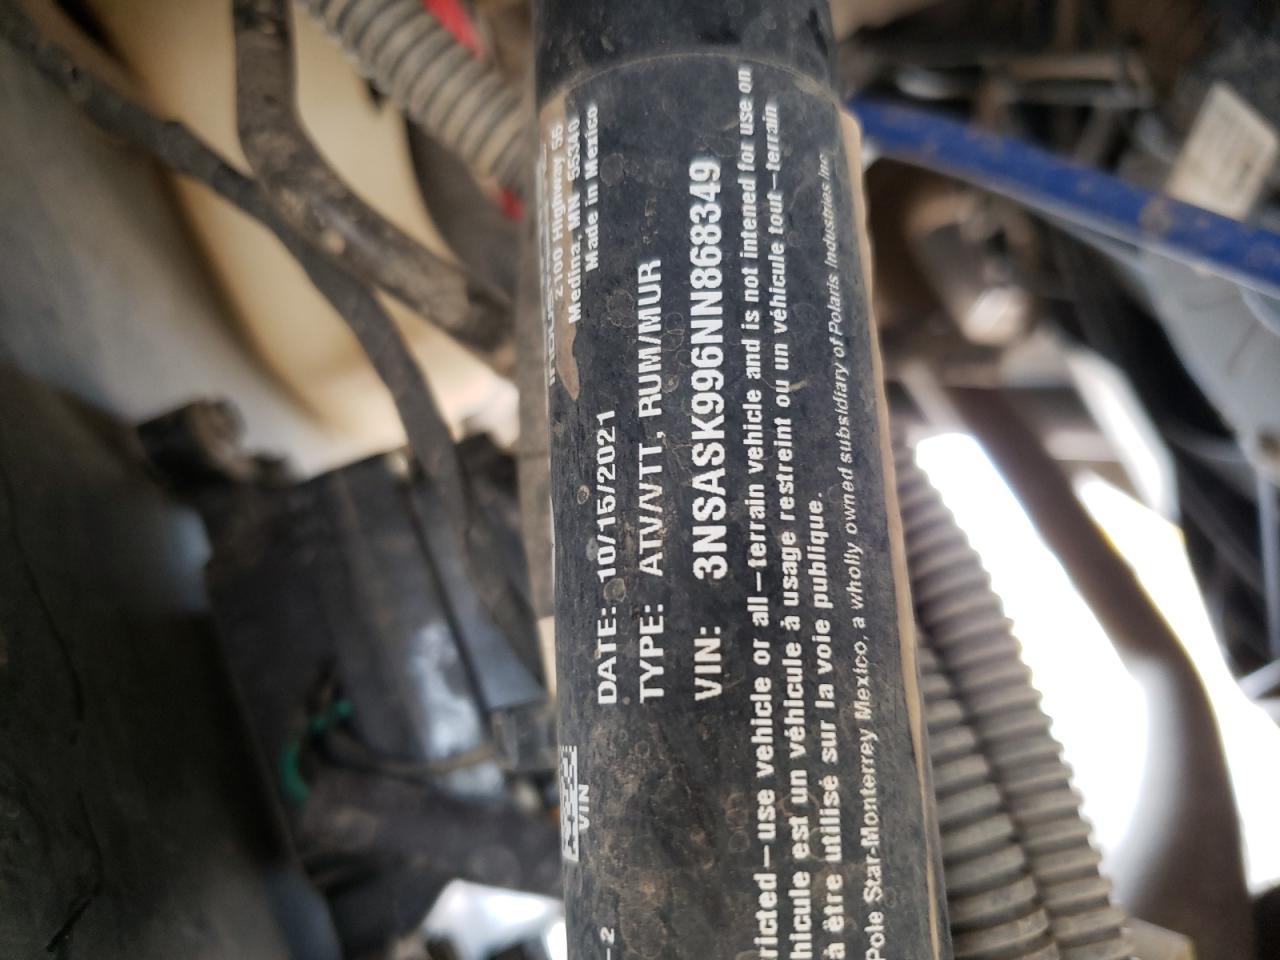 2100 Highway 55
Medina, MN 55340
Made in Mexico
DATE: 10/15/2021
TYPE: ATV/VTT, RUM/MUR
VIN: 3NSASK996NN868349
VIN
-2
ricted-use vehicle or all-terrain vehicle and is not intened for use on
hicule est un véhicule à usage restreint ou un véhicule tout-terrain
à être utilisé sur la voie publique.
Pole Star-Monterrey Mexico, a wholly owned subsidiary of Polaris Industries Inc